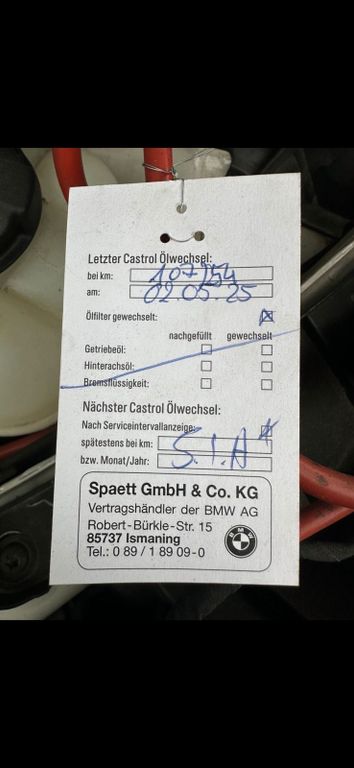 Letzter Castrol Ölwechsel:
bei km: 107254
am: 02.05.25
Ölfilter gewechselt:
nachgefüllt gewechselt
Getriebeöl:
Hinterachsöl:
Bremsflüssigkeit:
Nächster Castrol Ölwechsel:
Nach Serviceintervallanzeige:
spätestens bei km: S.I.A
bzw. Monat/Jahr:
Spaett GmbH & Co. KG
Vertragshändler der BMW AG
Robert-Bürkle-Str. 15
85737 Ismaning
Tel.: 0 89 / 1 89 09-0
BMW